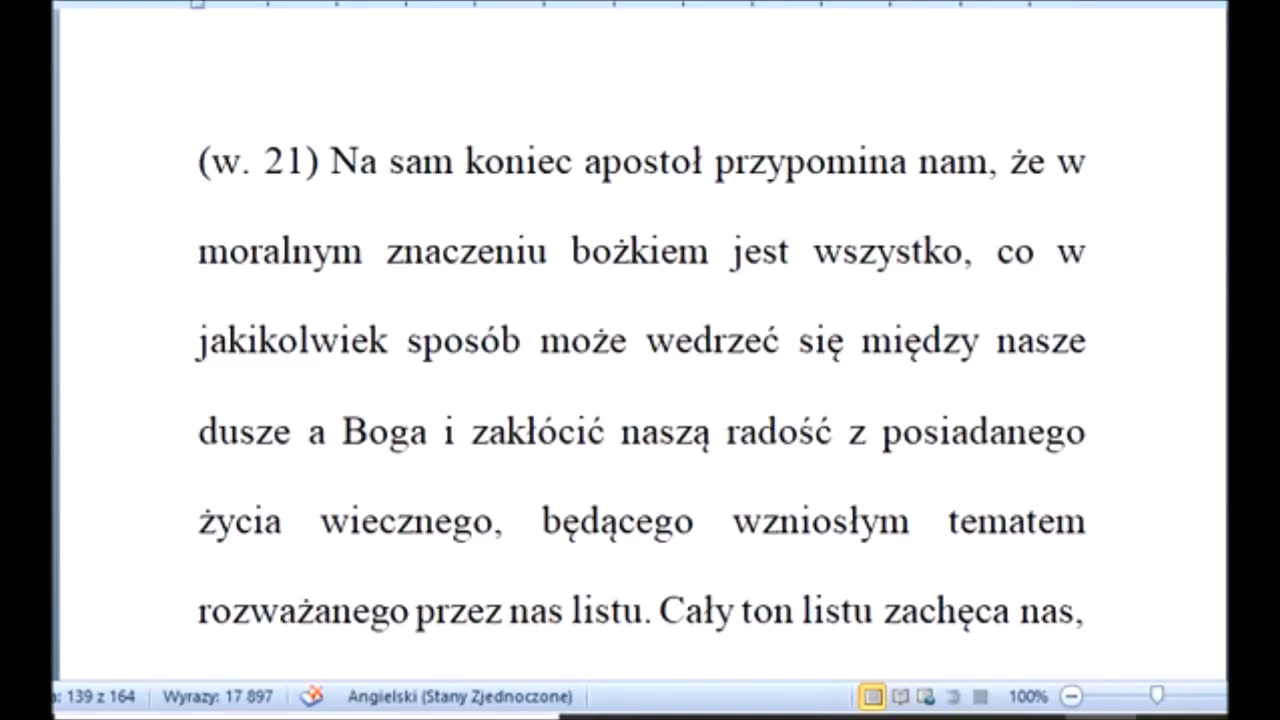 (w. 21) Na sam koniec apostoł przypomina nam, że w
moralnym znaczeniu bożkiem jest wszystko, co w
jakikolwiek sposób może wedrzeć się między nasze
dusze a Boga i zakłócić naszą radość z posiadanego
życia wiecznego, będącego wzniosłym tematem
rozważanego przez nas listu. Cały ton listu zachęca nas,
: 139 z 164 Wyrazy: 17 897 Angielski (Stany Zjednoczone) 100%